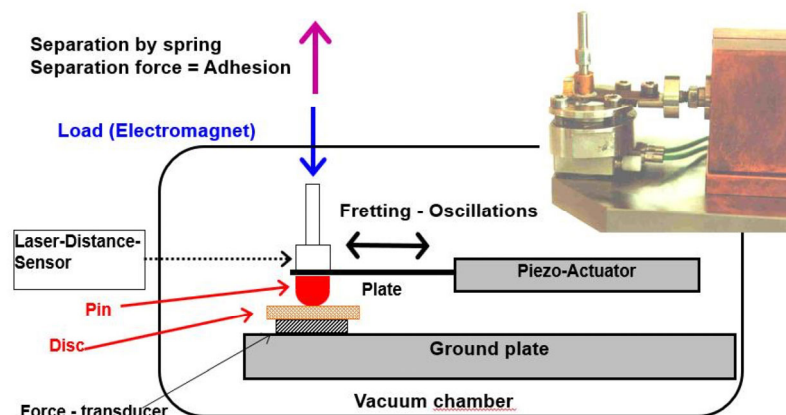 Separation by spring
Separation force = Adhesion
Load (Electromagnet)
Fretting - Oscillations
Laser-Distance-
Sensor
Piezo-Actuator
Plate
Pin
Disc
Ground plate
Force - transducer
Vacuum chamber